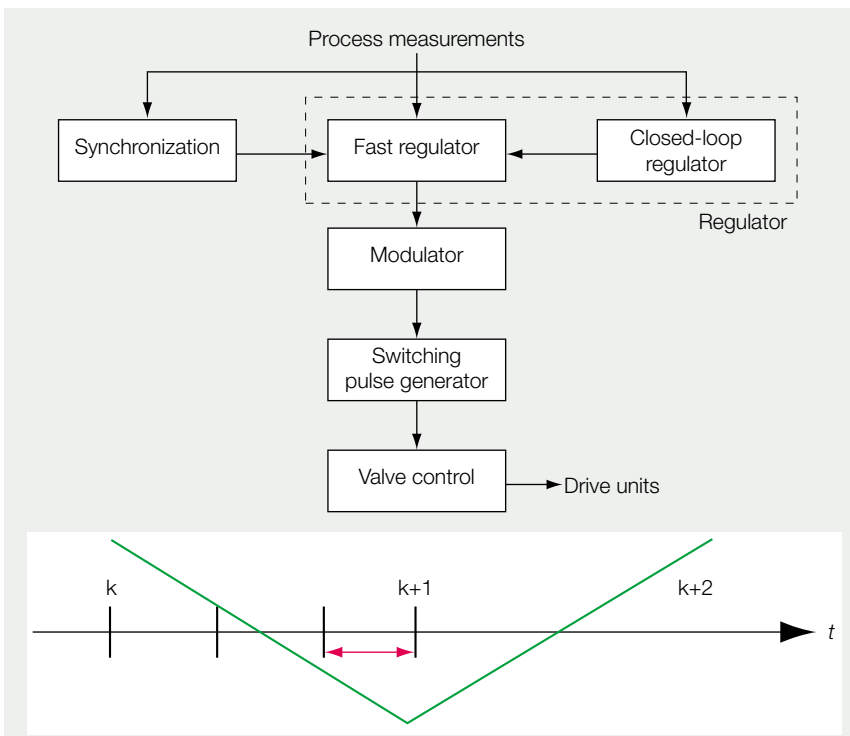 Process measurements
Synchronization
Fast regulator
Closed-loop
regulator
Regulator
Modulator
Switching
pulse generator
Valve control
Drive units
k
k+1
k+2
t